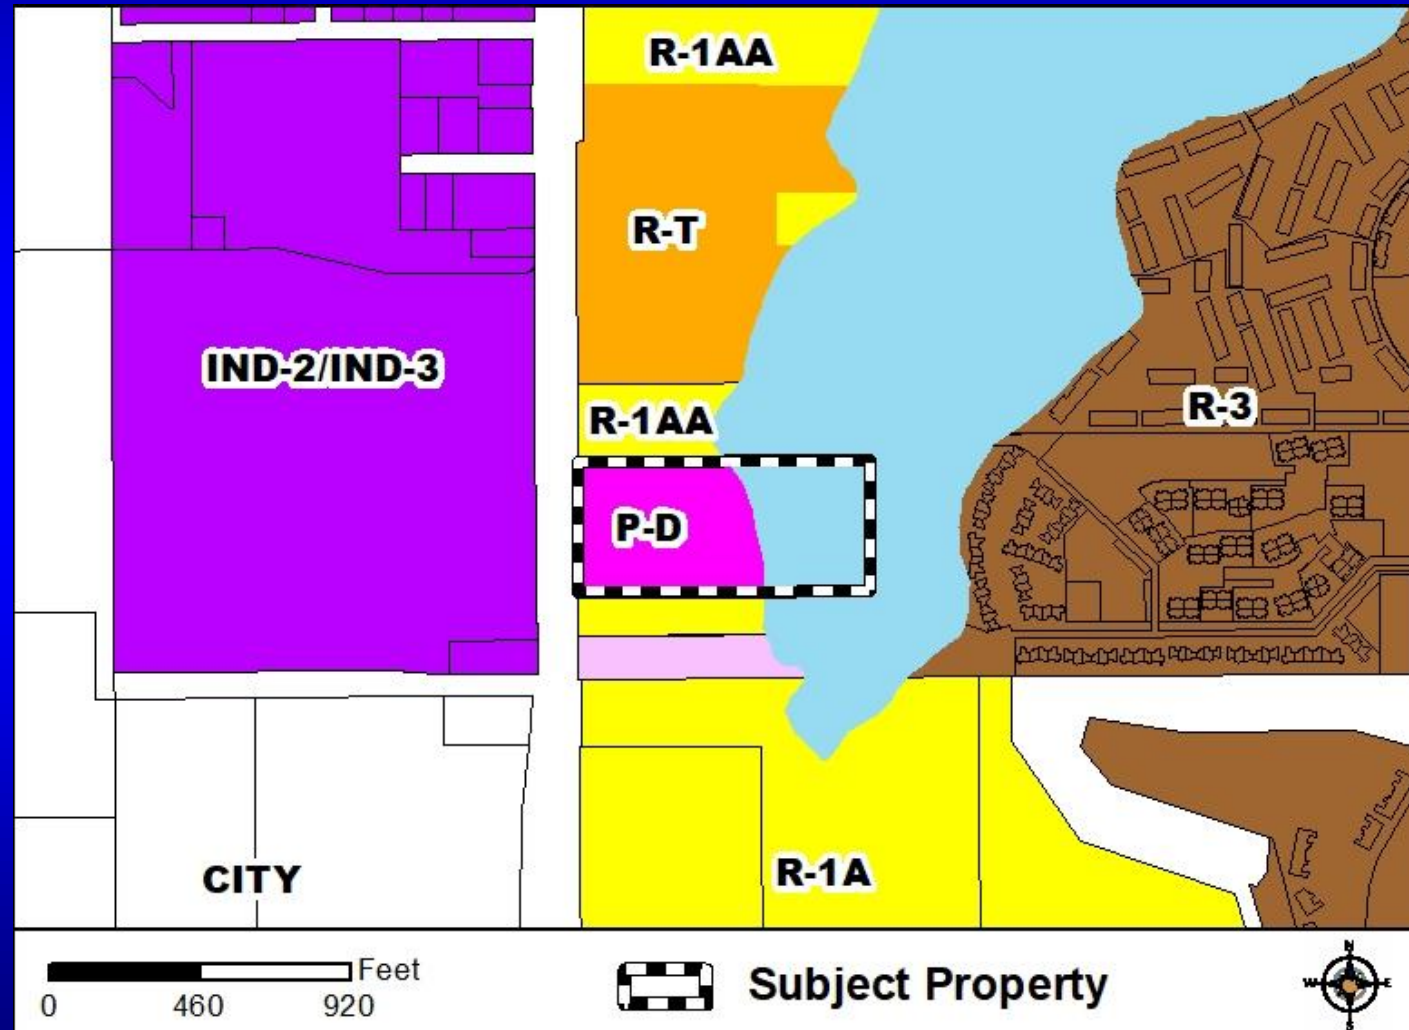 R-1AA
R-T
IND-2/IND-3
R-3
R-1AA
P-D
R-1A
CITY
Feet
0 460 920
Subject Property
N
W E
S